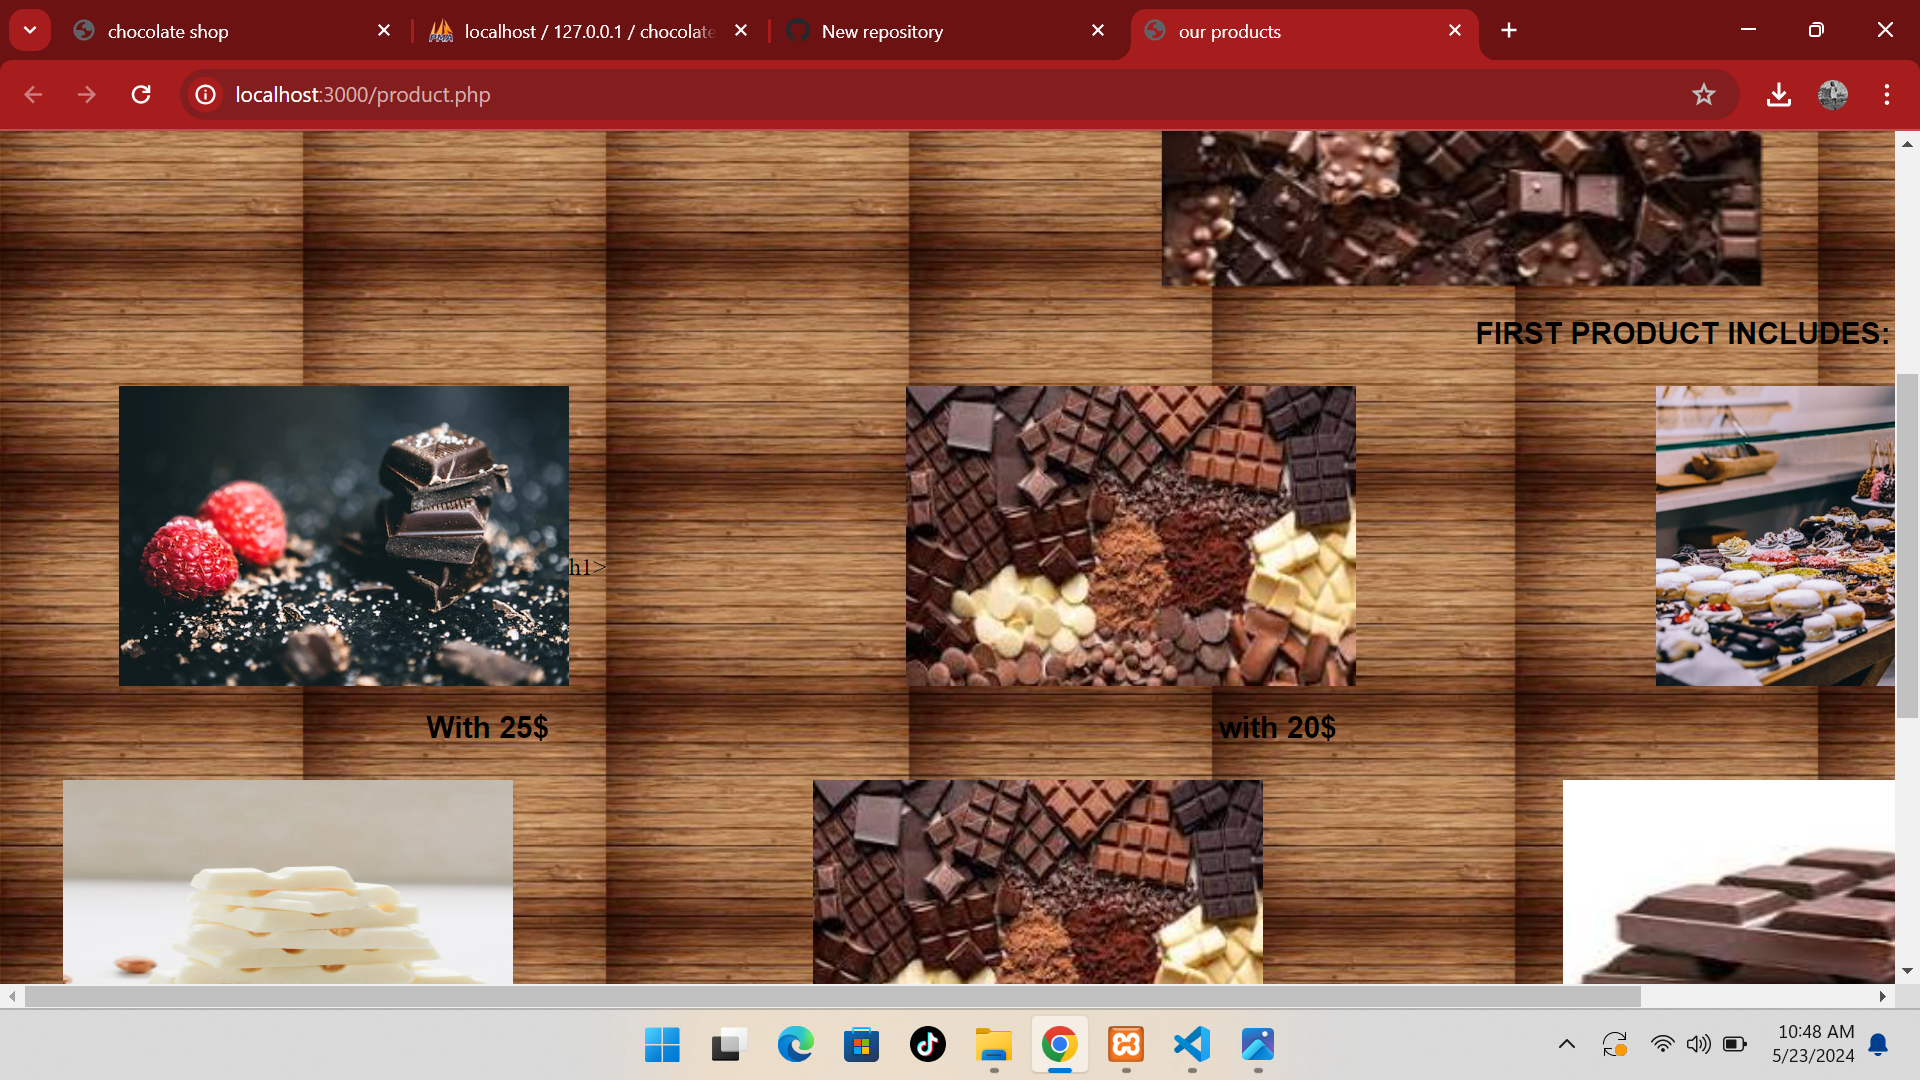 chocolate shop
localhost / 127.0.0.1 / chocolate
New repository
our products
localhost:3000/product.php
FIRST PRODUCT INCLUDES:
h1>
With 25$
with 20$
10:48 AM
5/23/2024